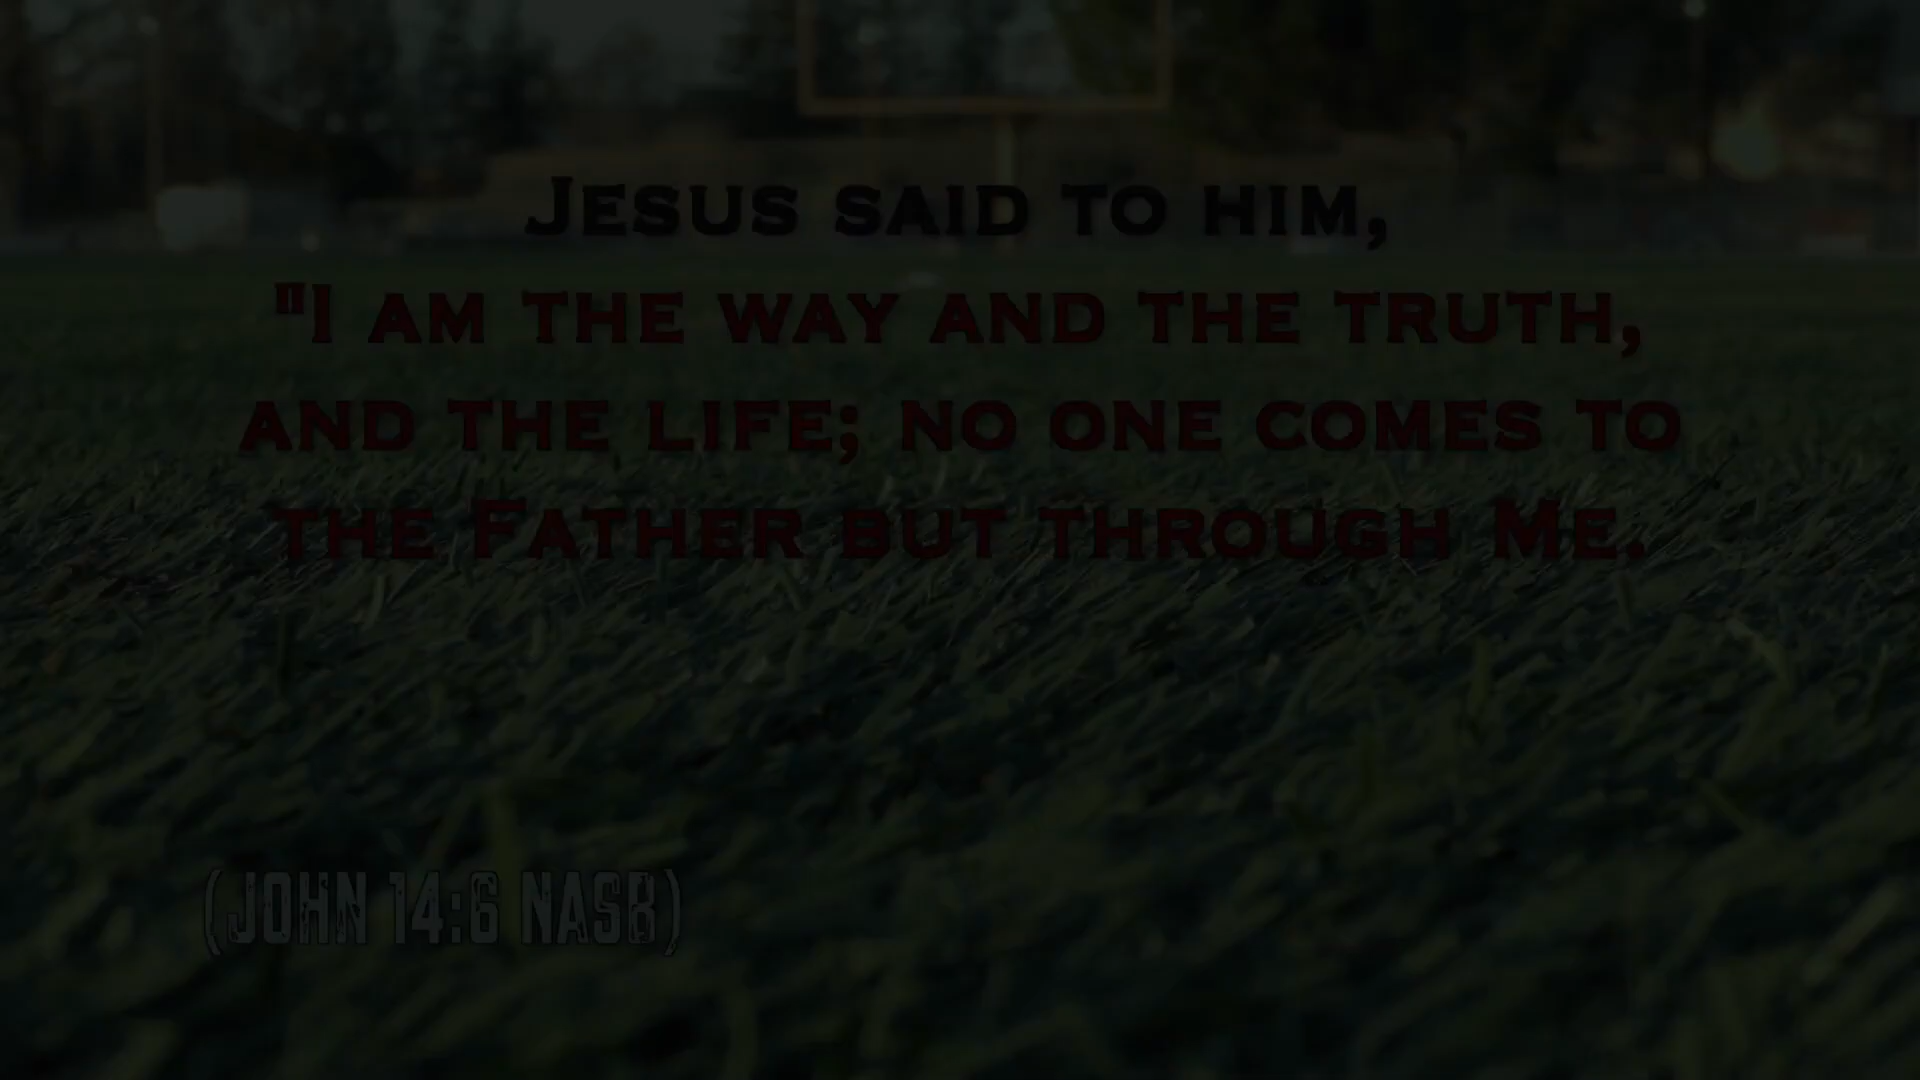 Jesus said to him,
"I am the way and the truth,
and the life; no one comes to
the Father but through Me.
(JOHN 14:6 NASB)